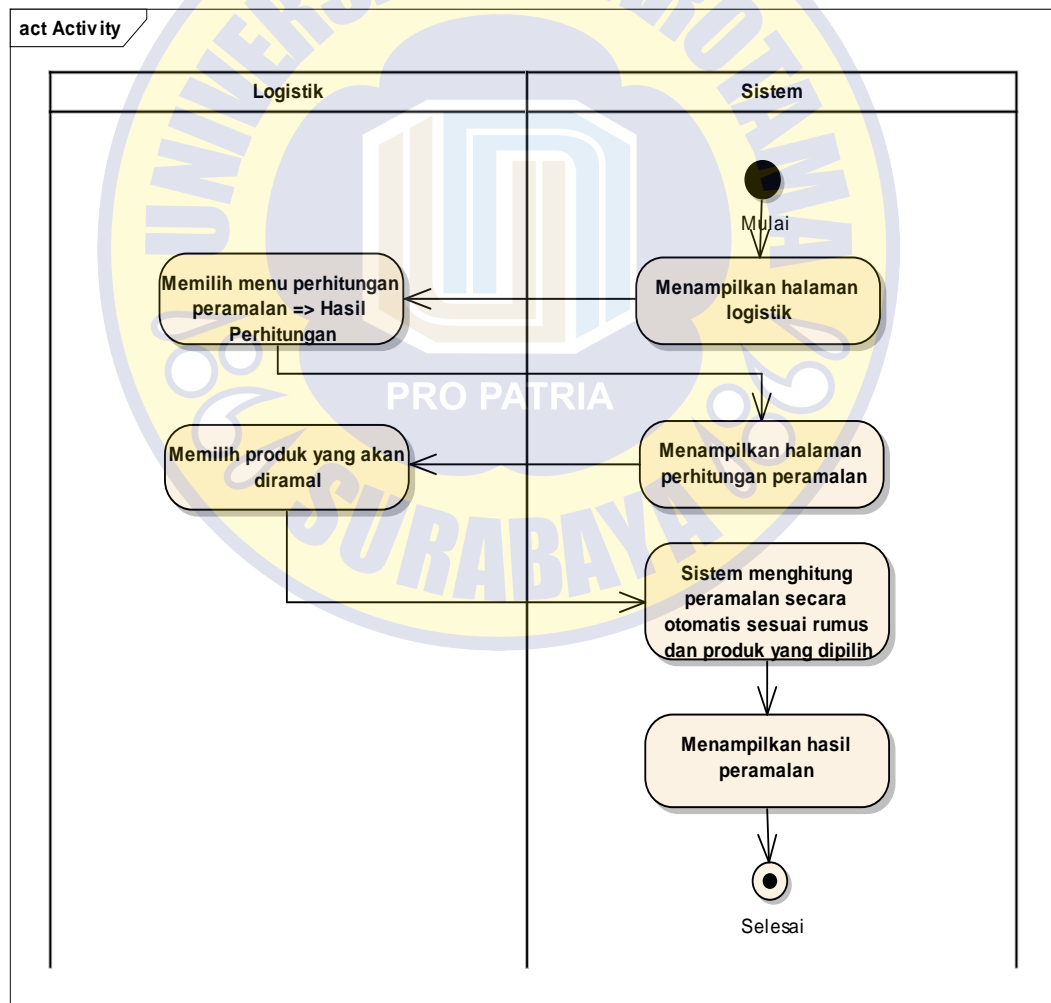 act Activity
Logistik
Sistem
Mulai
Menampilkan halaman
logistik
Memilih menu perhitungan
peramalan => Hasil
Perhitungan
PRO PATRIA
Menampilkan halaman
perhitungan peramalan
Memilih produk yang akan
diramal
SURABAYA
Sistem menghitung
peramalan secara
otomatis sesuai rumus
dan produk yang dipilih
Menampilkan hasil
peramalan
Selesai